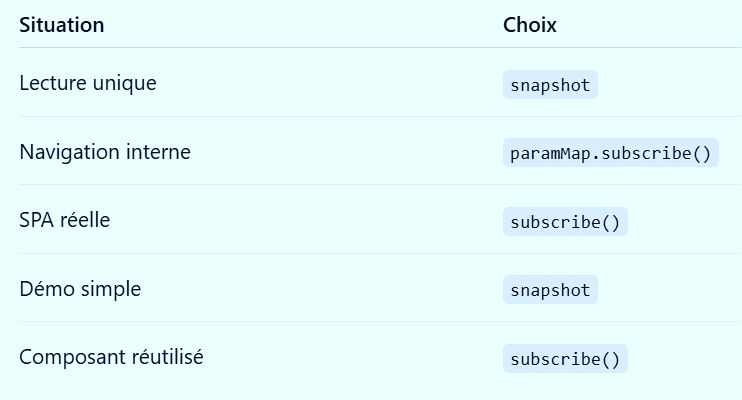 Situation Choix
Lecture unique snapshot
Navigation interne paramMap.subscribe()
SPA réelle subscribe()
Démo simple snapshot
Composant réutilisé subscribe()